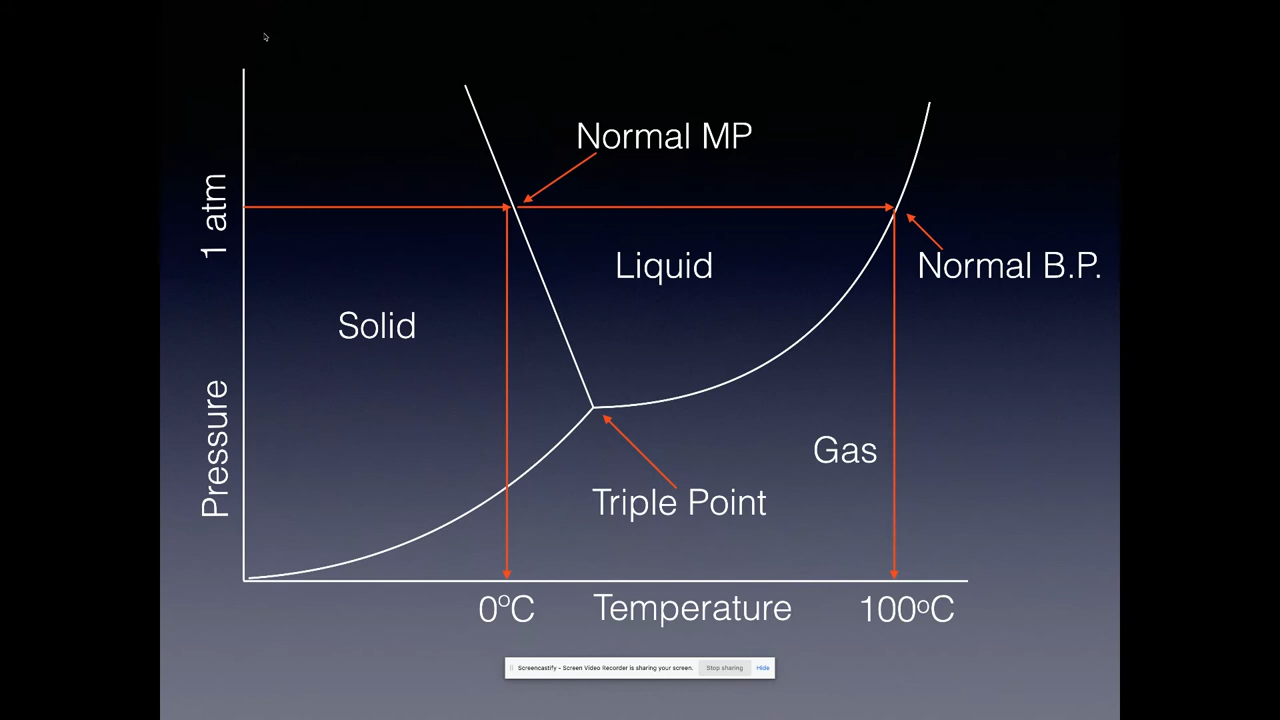 Normal MP
1 atm
Liquid
Normal B.P.
Solid
Pressure
Gas
Triple Point
0°C
Temperature
100°C
Screencastify - Screen Video Recorder is sharing your screen.
Stop sharing
Hide